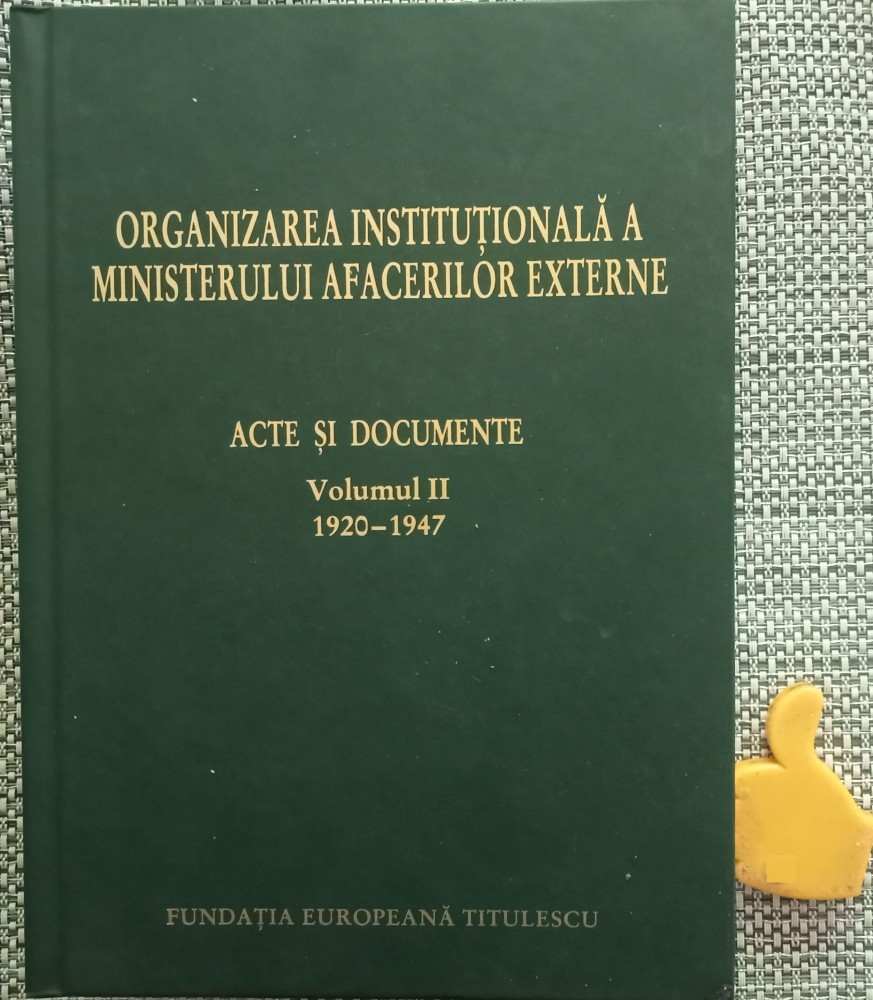 ORGANIZAREA INSTITUȚIONALĂ A
MINISTERULUI AFACERILOR EXTERNE
ACTE ȘI DOCUMENTE
Volumul II
1920–1947
FUNDAȚIA EUROPEANĂ TITULESCU